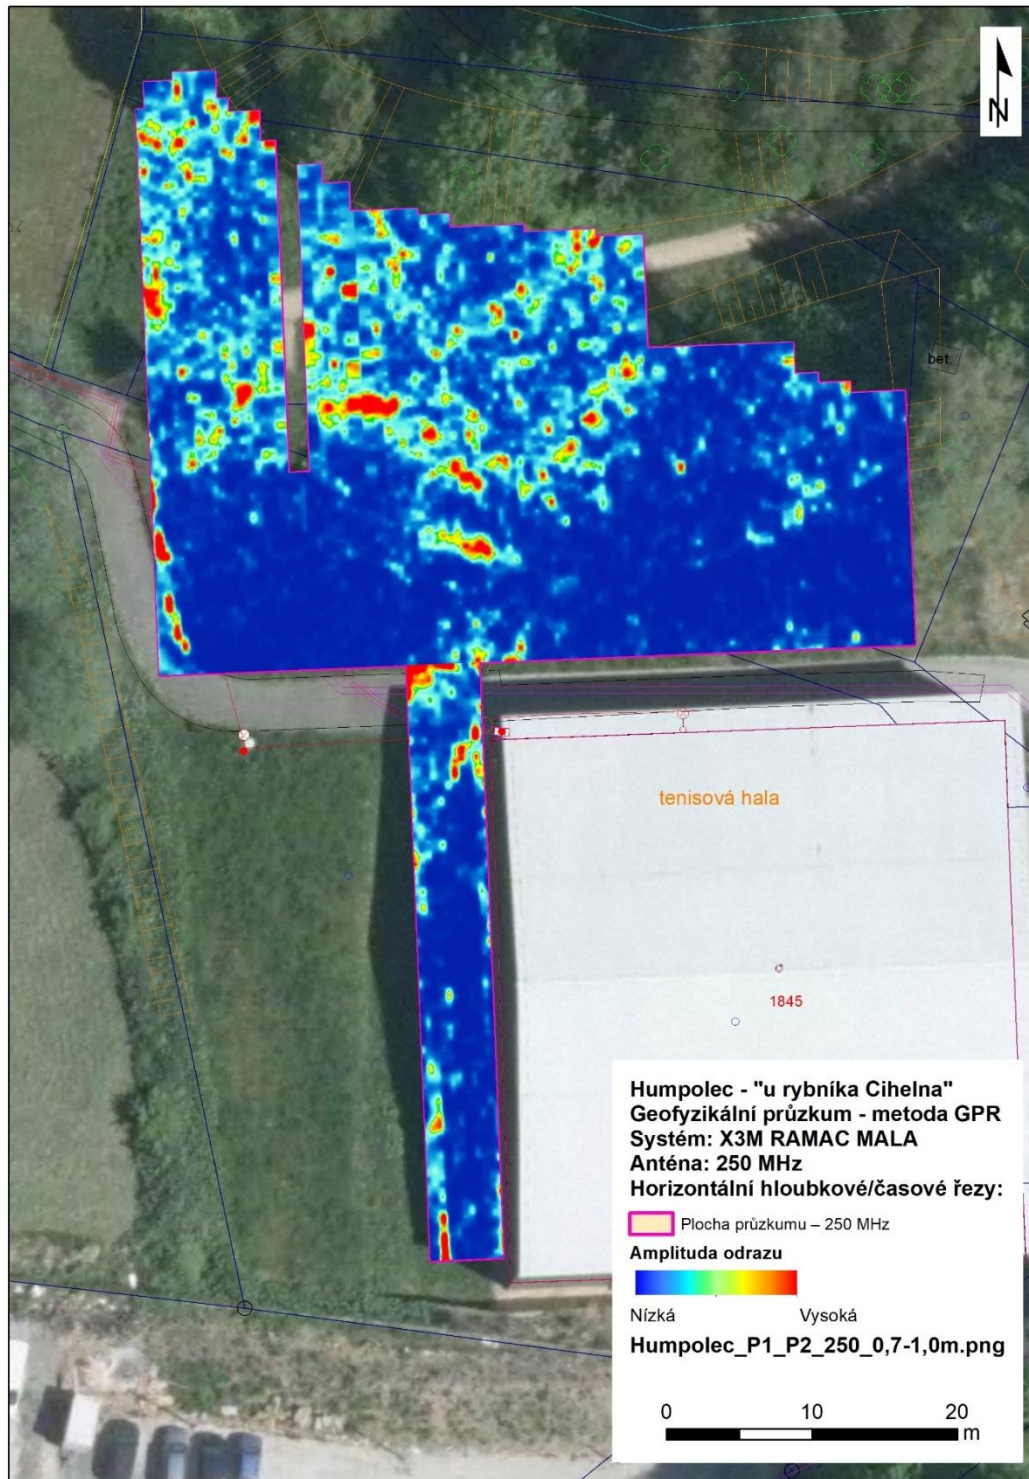 N
bet.
tenisová hala
1845
Humpolec - "u rybníka Cihelna"
Geofyzikální průzkum - metoda GPR
Systém: X3M RAMAC MALA
Anténa: 250 MHz
Horizontální hloubkové/časové řezy:
Plocha průzkumu – 250 MHz
Amplituda odrazu
Nízká Vysoká
Humpolec_P1_P2_250_0,7-1,0m.png
0 10 20
m